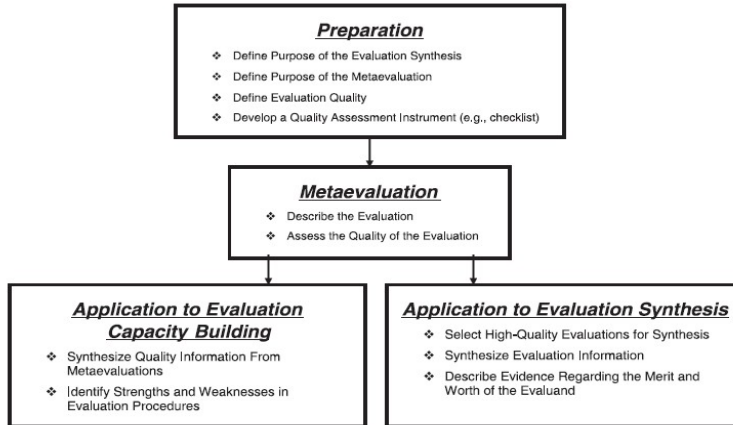 Preparation
❖ Define Purpose of the Evaluation Synthesis
❖ Define Purpose of the Metaevaluation
❖ Define Evaluation Quality
❖ Develop a Quality Assessment Instrument (e.g., checklist)
Metaevaluation
❖ Describe the Evaluation
❖ Assess the Quality of the Evaluation
Application to Evaluation
Capacity Building
❖ Synthesize Quality Information From
Metaevaluations
❖ Identify Strengths and Weaknesses in
Evaluation Procedures
Application to Evaluation Synthesis
❖ Select High-Quality Evaluations for Synthesis
❖ Synthesize Evaluation Information
❖ Describe Evidence Regarding the Merit and
Worth of the Evaluand